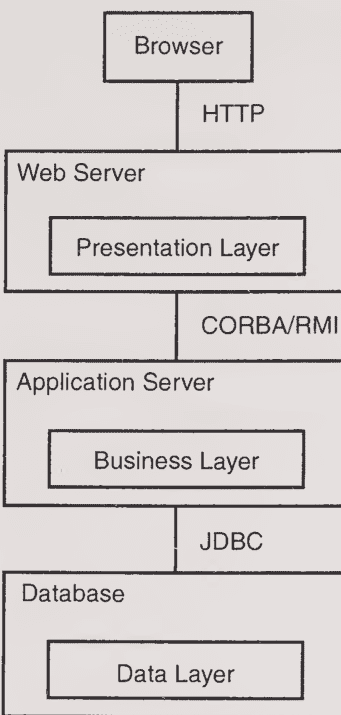 Browser
HTTP
Web Server
Presentation Layer
CORBA/RMI
Application Server
Business Layer
JDBC
Database
Data Layer